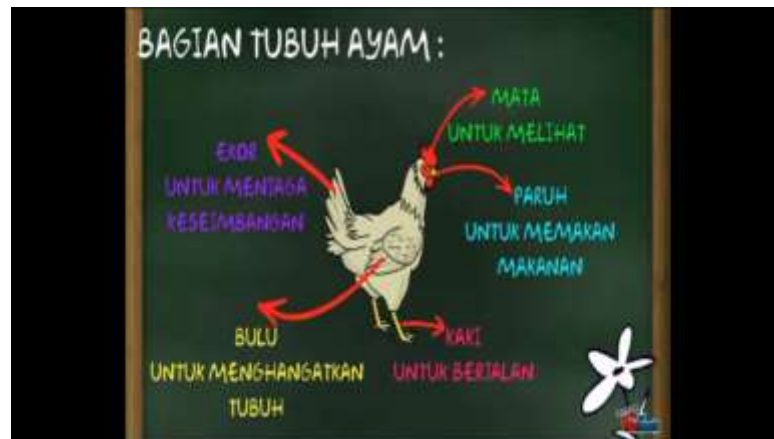 BAGIAN TUBUH AYAM :
MATA
UNTUK MELIHAT
EKOR
UNTUK MENJAGA
KESEIMBANGAN
PARUH
UNTUK MEMAKAN
MAKANAN
BULU
UNTUK MENGHANGATKAN
TUBUH
KAKI
UNTUK BERJALAN